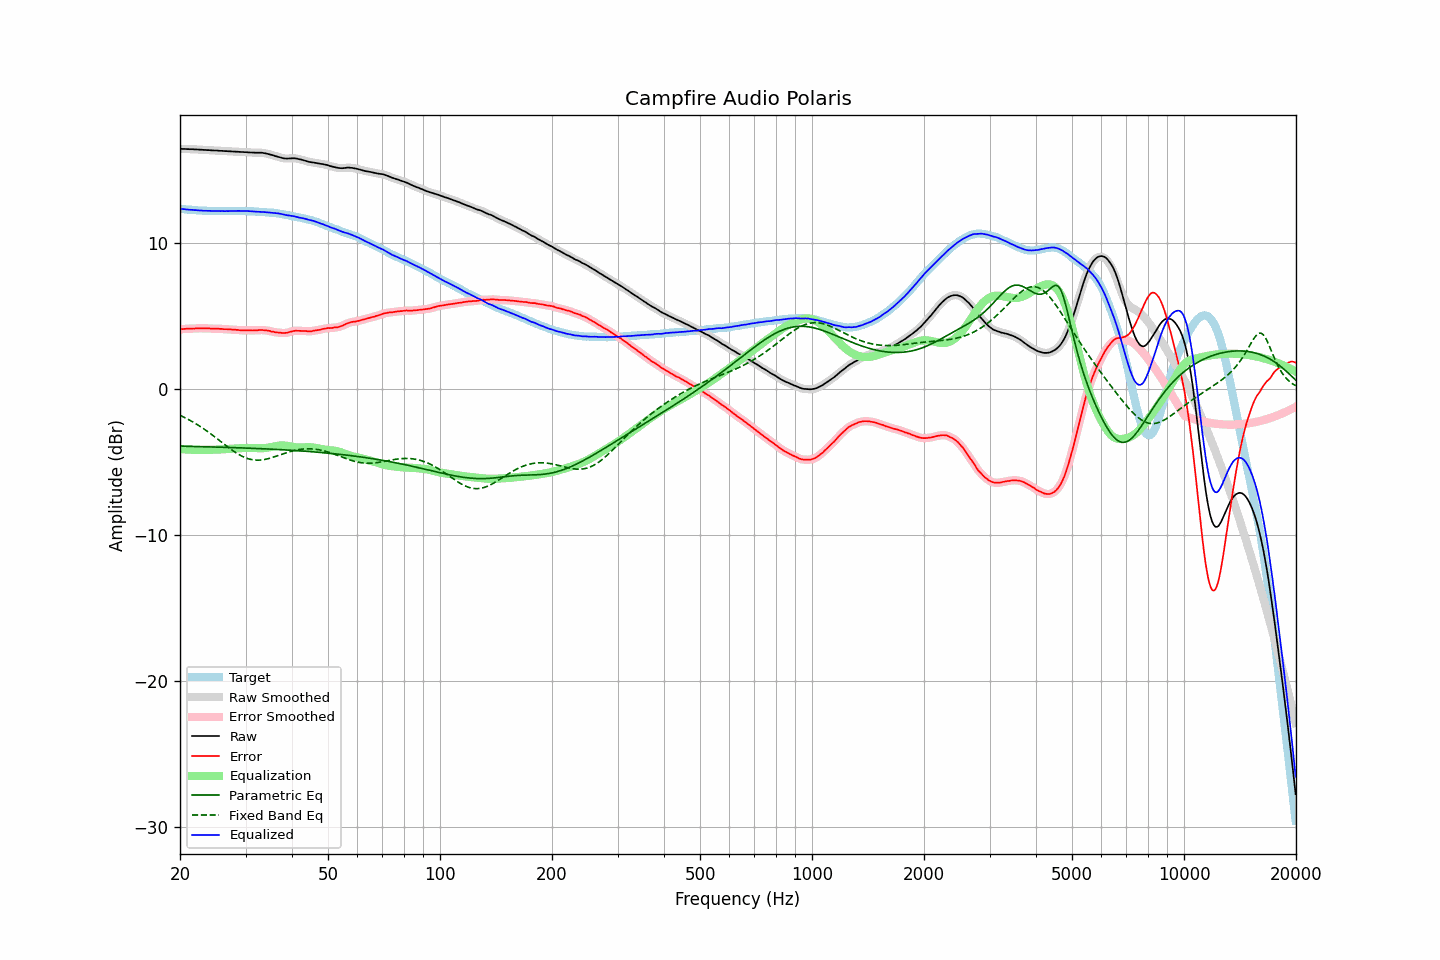 Campfire Audio Polaris
Amplitude (dBr)
10
0
−10
−20
−30
Target
Raw Smoothed
Error Smoothed
Raw
Error
Equalization
Parametric Eq
Fixed Band Eq
Equalized
20 50 100 200 500 1000 2000 5000 10000 20000
Frequency (Hz)